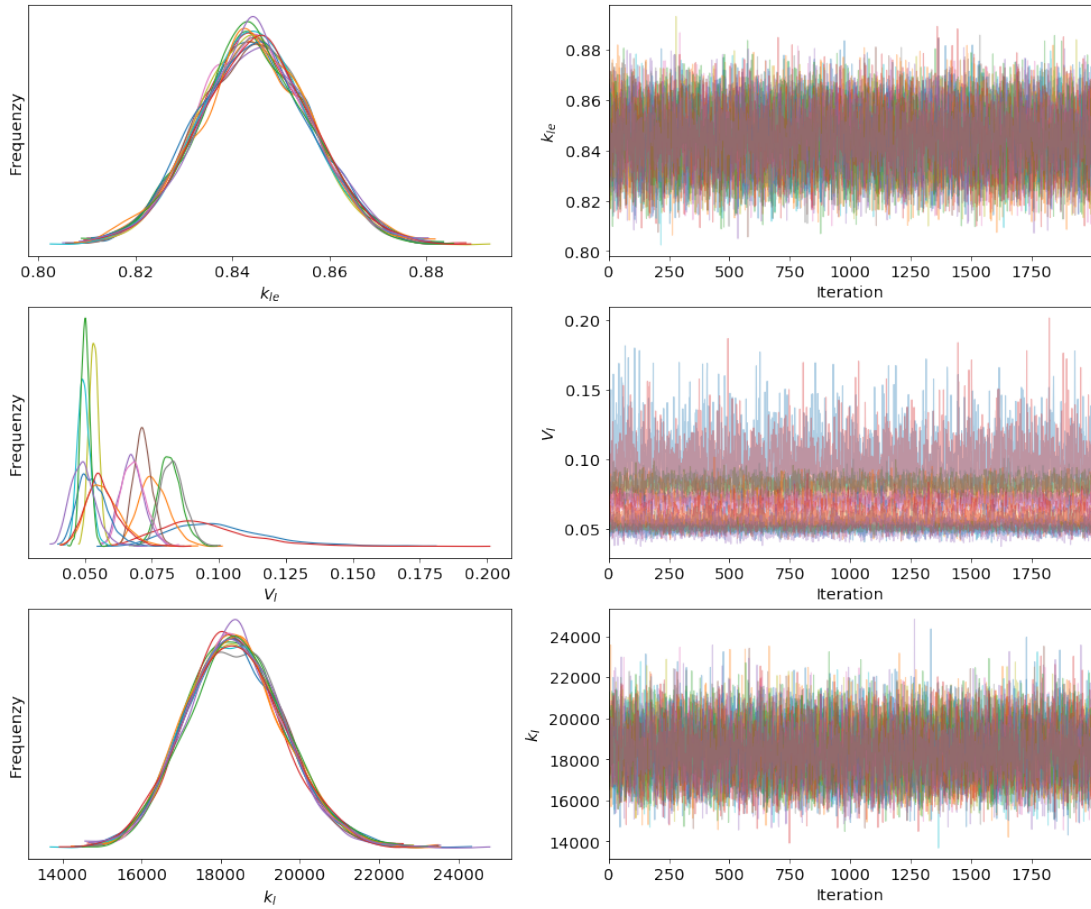 Frequenzy
0.80 0.82 0.84 0.86 0.88
k_le
k_le
0.88
0.86
0.84
0.82
0.80
0 250 500 750 1000 1250 1500 1750
Iteration
Frequenzy
0.050 0.075 0.100 0.125 0.150 0.175 0.200
V_l
V_l
0.20
0.15
0.10
0.05
0 250 500 750 1000 1250 1500 1750
Iteration
Frequenzy
14000 16000 18000 20000 22000 24000
k_l
k_l
24000
22000
20000
18000
16000
14000
0 250 500 750 1000 1250 1500 1750
Iteration